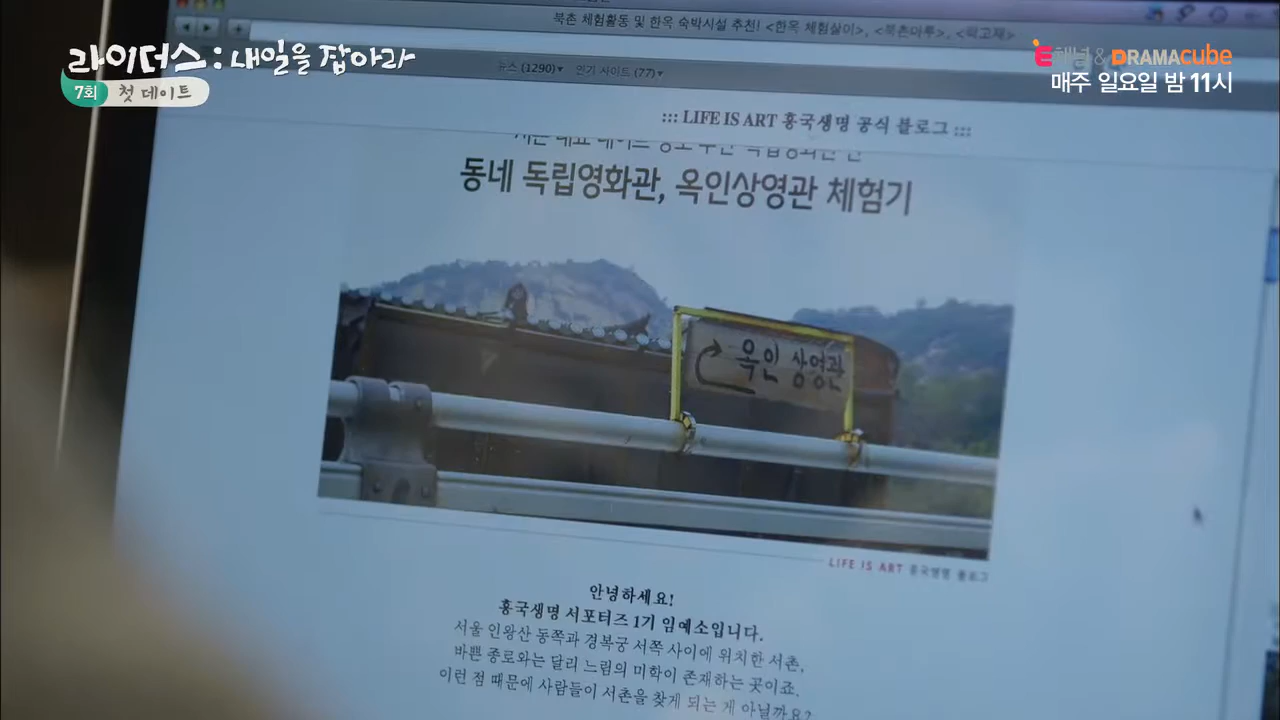 북촌 체험활동 및 한옥 숙박시설 추천! <한옥 체험살이>, <북촌마루>, <락고재>
라이더스 : 내일을 잡아라
7회 첫 데이트
E채널 & DRAMAcube
매주 일요일 밤 11시
뉴스 (1290)▾ 인기 사이트 (77)▾
::: LIFE IS ART 흥국생명 공식 블로그 :::
동네 독립영화관, 옥인상영관 체험기
옥인 상영관
LIFE IS ART 흥국생명 블로그
안녕하세요!
흥국생명 서포터즈 1기 임예소입니다.
서울 인왕산 동쪽과 경복궁 서쪽 사이에 위치한 서촌,
바쁜 종로와는 달리 느림의 미학이 존재하는 곳이죠.
이런 점 때문에 사람들이 서촌을 찾게 되는 게 아닐까요?